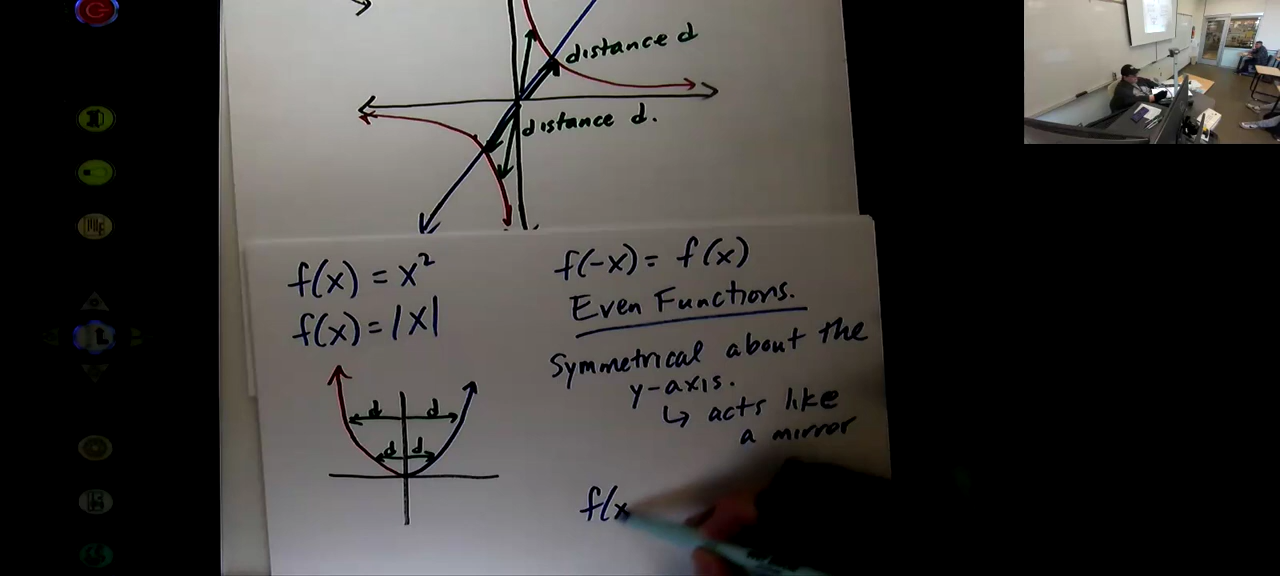 distance d
distance d.
f(x) = x²
f(x) = |x|
d d
d d
f(-x) = f(x)
Even Functions.
Symmetrical about the
y-axis.
↳ acts like
a mirror
f(x